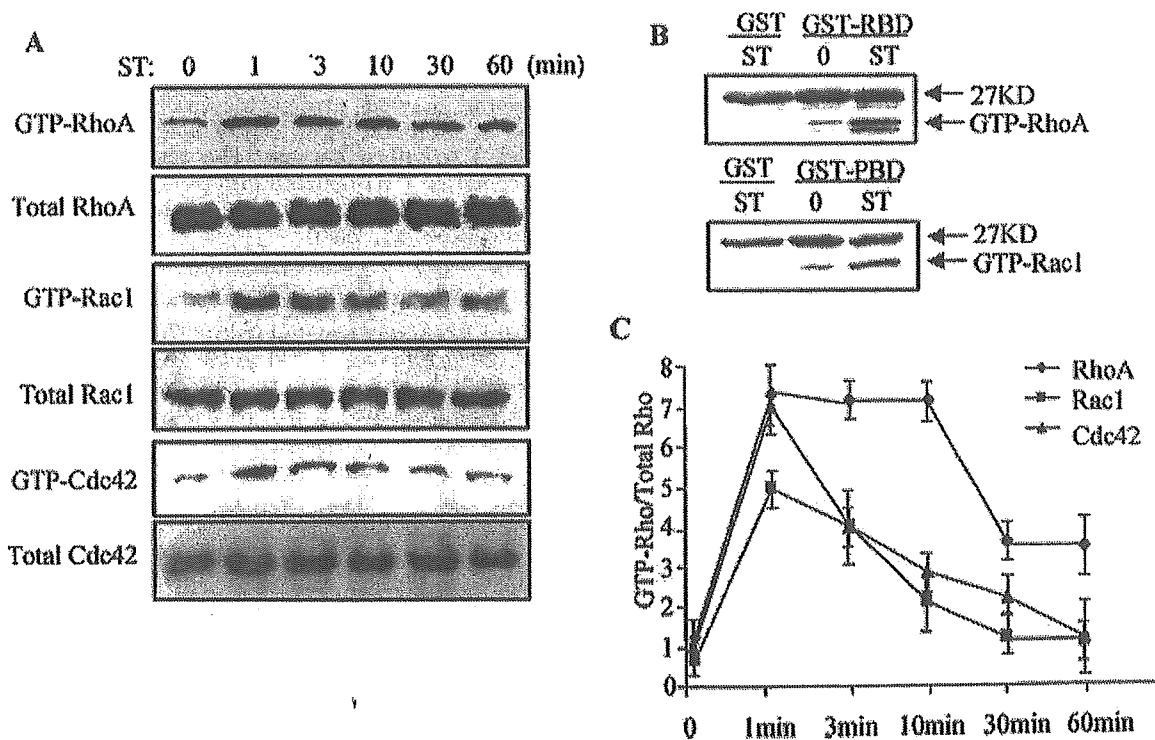 A
ST: 0 1 3 10 30 60 (min)
GTP-RhoA
Total RhoA
GTP-Rac1
Total Rac1
GTP-Cdc42
Total Cdc42
B
GST GST-RBD
ST 0 ST
27KD
GTP-RhoA
GST GST-PBD
ST 0 ST
27KD
GTP-Rac1
C
GTP-Rho/Total Rho
8
7
6
5
4
3
2
1
0
RhoA
Rac1
Cdc42
0 1min 3min 10min 30min 60min